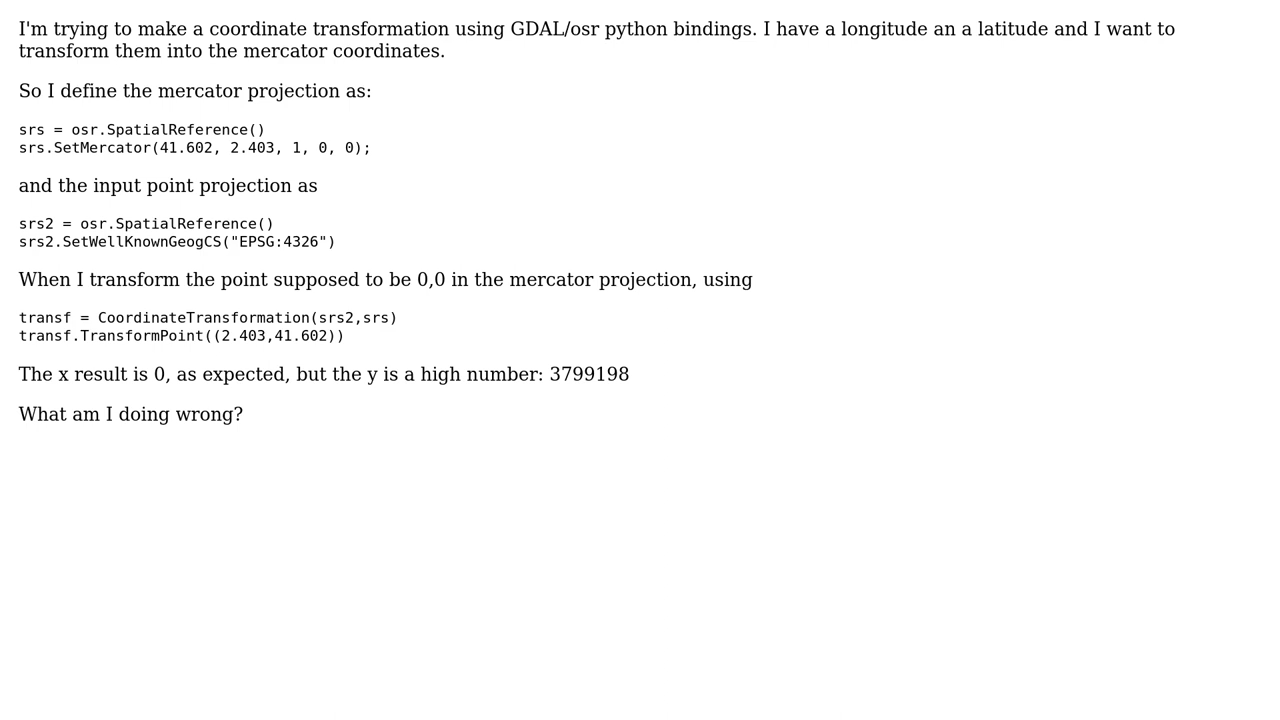 I'm trying to make a coordinate transformation using GDAL/osr python bindings. I have a longitude an a latitude and I want to
transform them into the mercator coordinates.
So I define the mercator projection as:
srs = osr.SpatialReference()
srs.SetMercator(41.602, 2.403, 1, 0, 0);
and the input point projection as
srs2 = osr.SpatialReference()
srs2.SetWellKnownGeogCS("EPSG:4326")
When I transform the point supposed to be 0,0 in the mercator projection, using
transf = CoordinateTransformation(srs2,srs)
transf.TransformPoint((2.403,41.602))
The x result is 0, as expected, but the y is a high number: 3799198
What am I doing wrong?